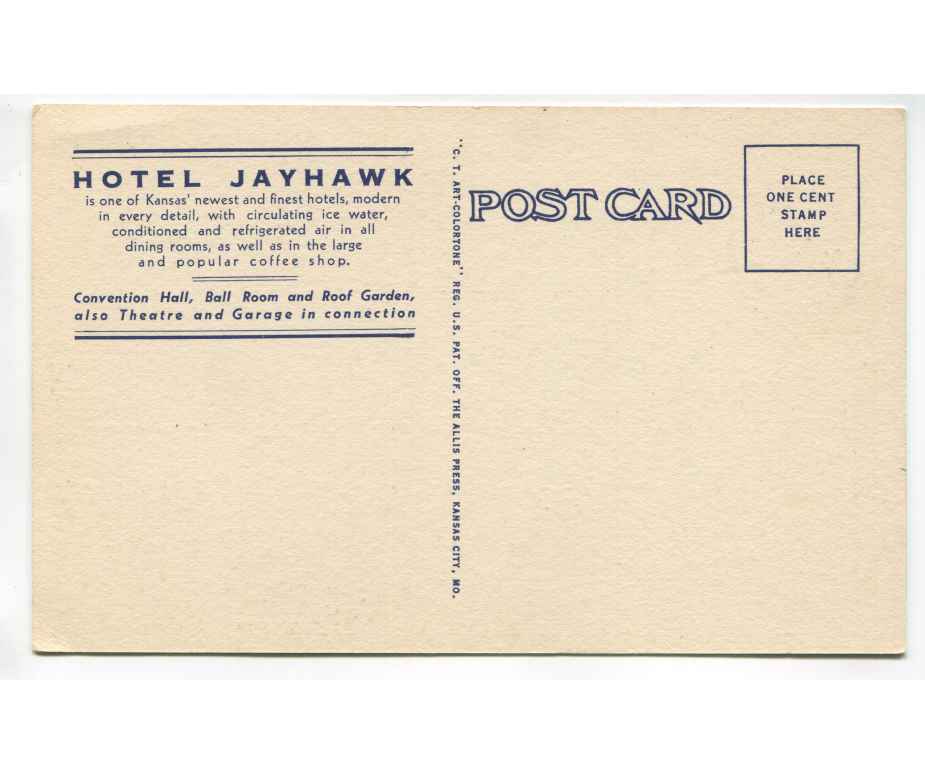 HOTEL JAYHAWK
is one of Kansas' newest and finest hotels, modern
in every detail, with circulating ice water,
conditioned and refrigerated air in all
dining rooms, as well as in the large
and popular coffee shop.
Convention Hall, Ball Room and Roof Garden,
also Theatre and Garage in connection
"C. T. ART-COLORTONE" REG. U.S. PAT. OFF. THE ALLIS PRESS, KANSAS CITY, MO.
POST CARD
PLACE
ONE CENT
STAMP
HERE